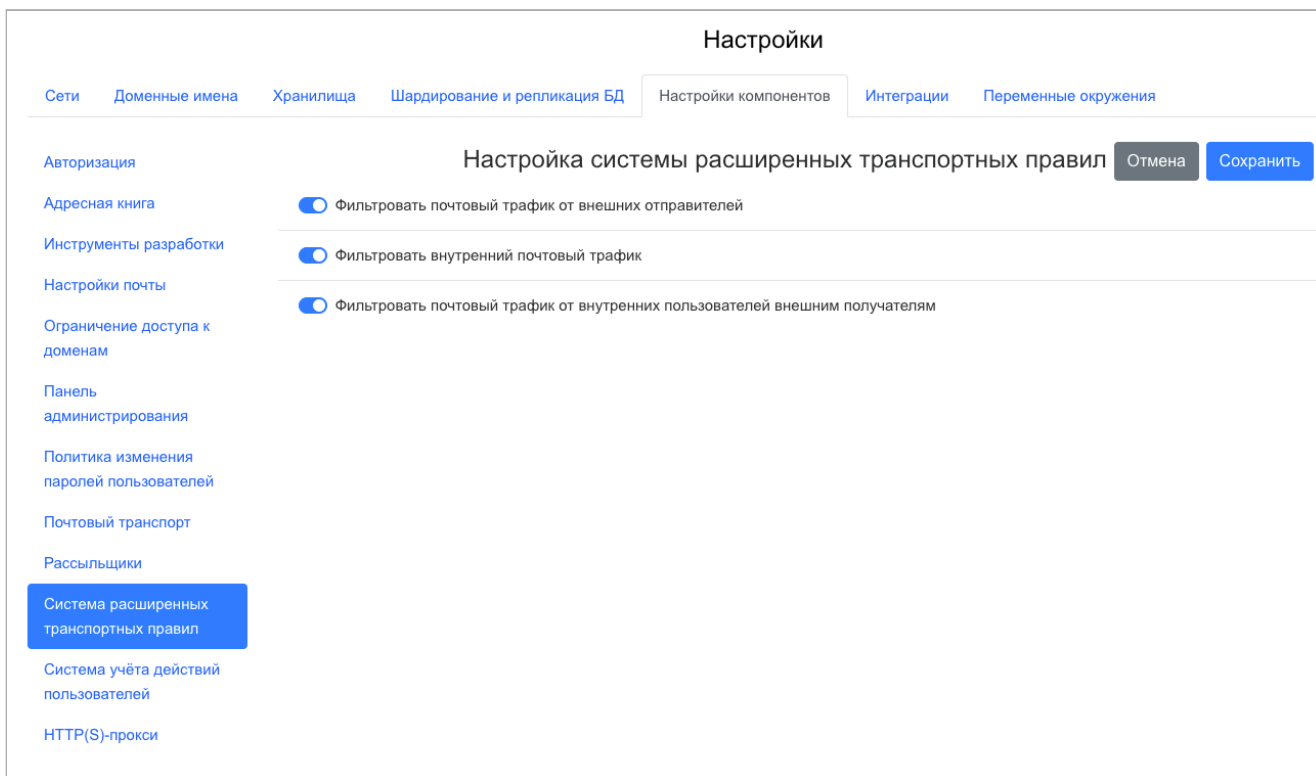 Настройки
Сети Доменные имена Хранилища Шардирование и репликация БД Настройки компонентов Интеграции Переменные окружения
Настройка системы расширенных транспортных правил Отмена Сохранить
Авторизация
Адресная книга
Инструменты разработки
Настройки почты
Ограничение доступа к
доменам
Панель
администрирования
Политика изменения
паролей пользователей
Почтовый транспорт
Рассыльщики
Система расширенных
транспортных правил
Система учёта действий
пользователей
HTTP(S)-прокси
Фильтровать почтовый трафик от внешних отправителей
Фильтровать внутренний почтовый трафик
Фильтровать почтовый трафик от внутренних пользователей внешним получателям